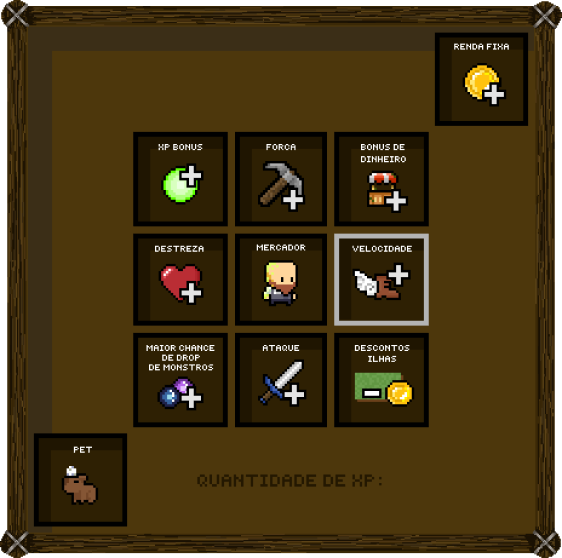 RENDA FIXA
XP BONUS
FORCA
BONUS DE
DINHEIRO
DESTREZA
MERCADOR
VELOCIDADE
MAIOR CHANCE
DE DROP
DE MONSTROS
ATAQUE
DESCONTOS
ILHAS
PET
QUANTIDADE DE XP: